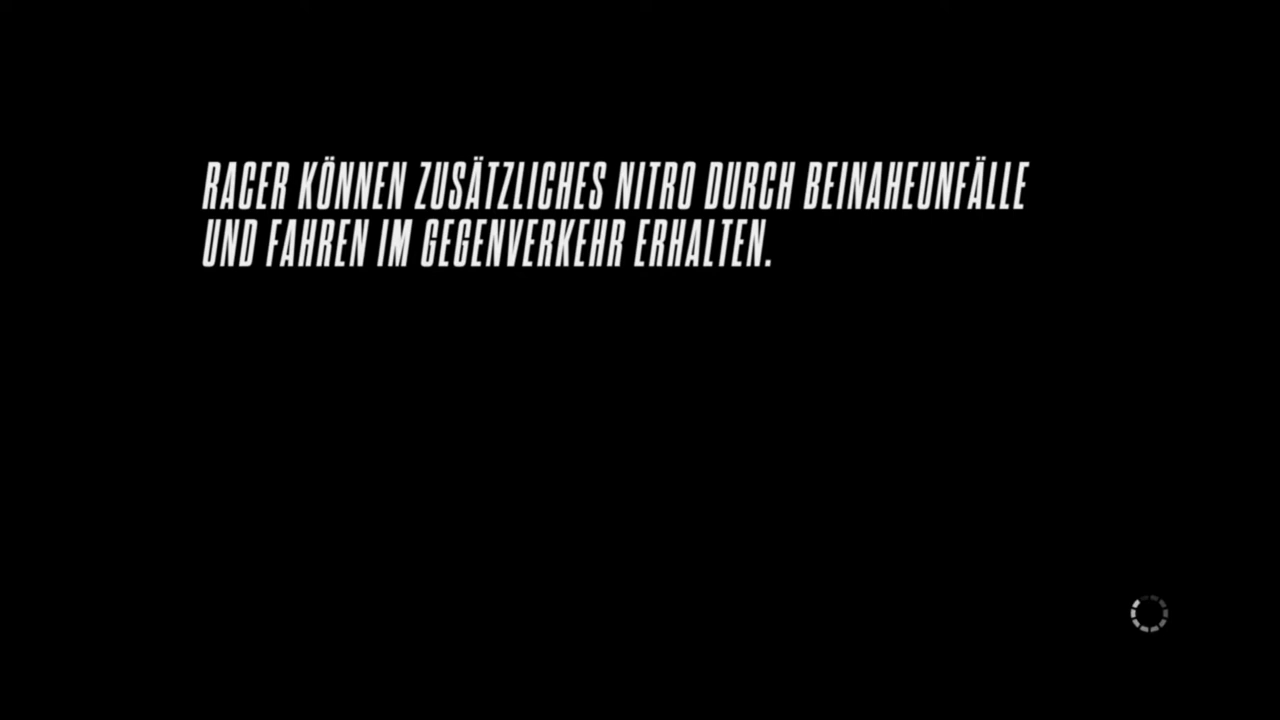 RACER KÖNNEN ZUSÄTZLICHES NITRO DURCH BEINAHEUNFÄLLE
UND FAHREN IM GEGENVERKEHR ERHALTEN.